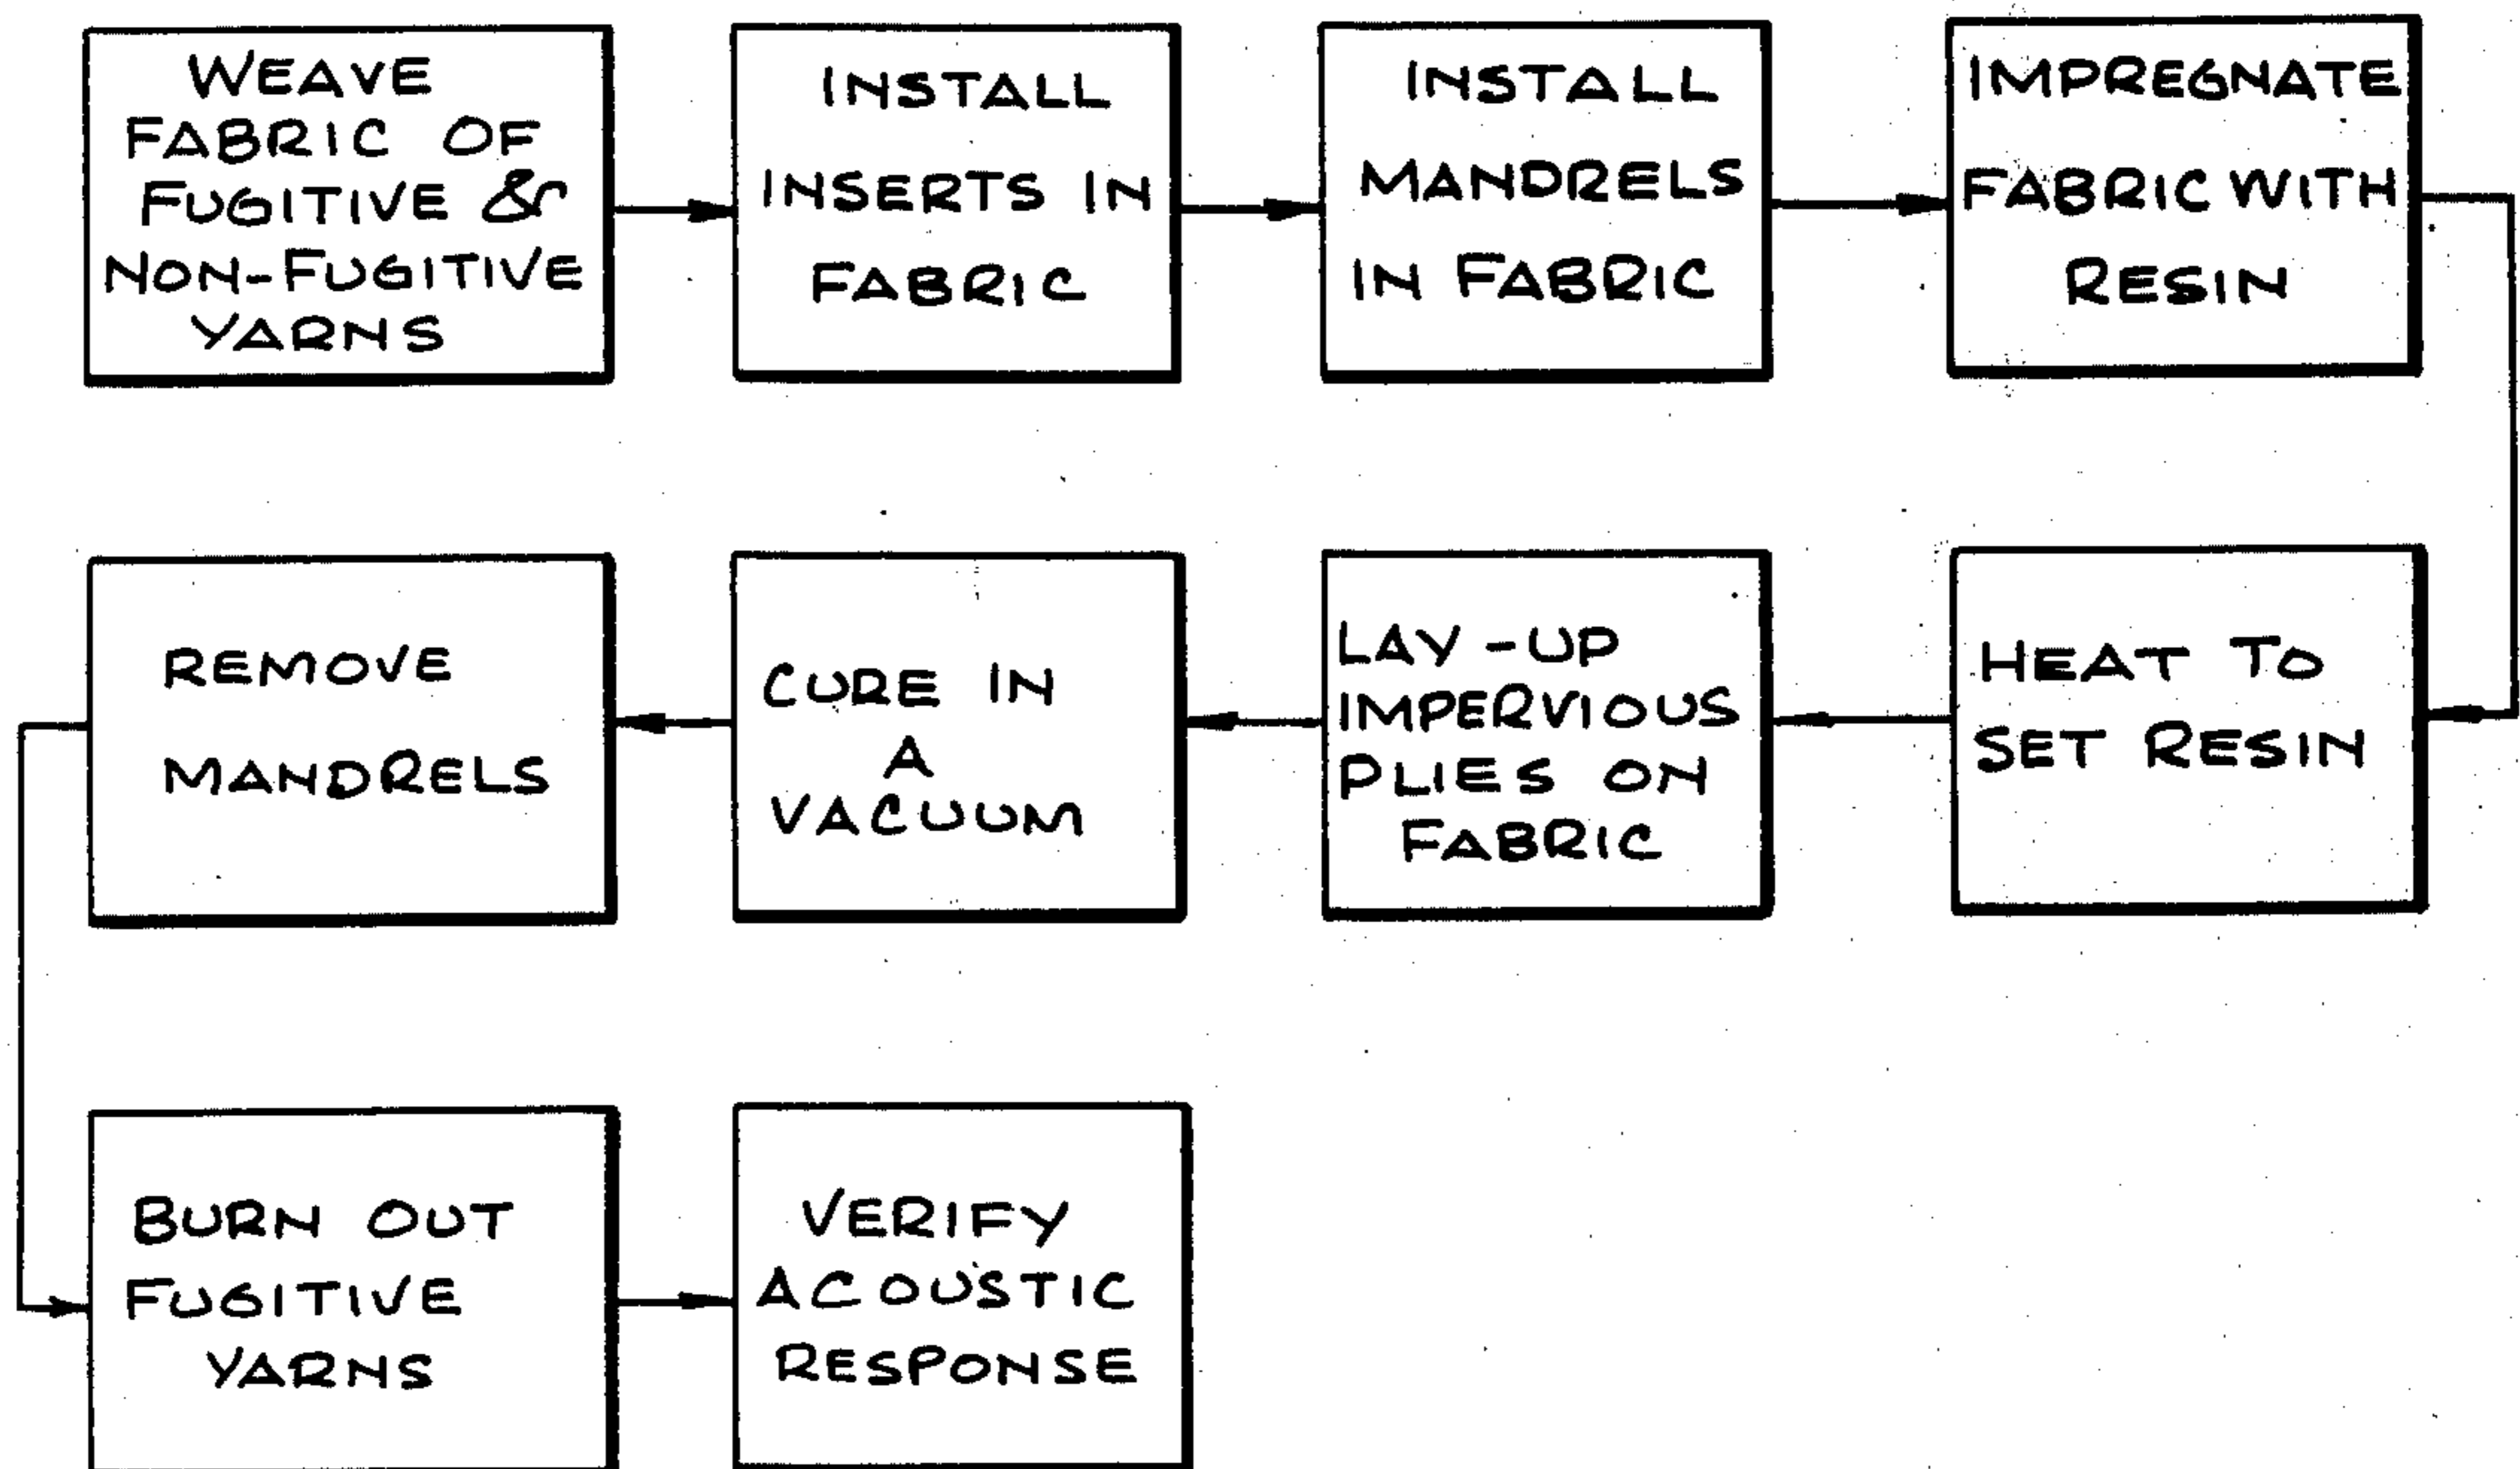 WEAVE
FABRIC OF
FUGITIVE &
NON-FUGITIVE
YARNS
INSTALL
INSERTS IN
FABRIC
INSTALL
MANDRELS
IN FABRIC
IMPREGNATE
FABRIC WITH
RESIN
HEAT TO
SET RESIN
LAY-UP
IMPERVIOUS
PLIES ON
FABRIC
CURE IN
A
VACUUM
REMOVE
MANDRELS
BURN OUT
FUGITIVE
YARNS
VERIFY
ACOUSTIC
RESPONSE